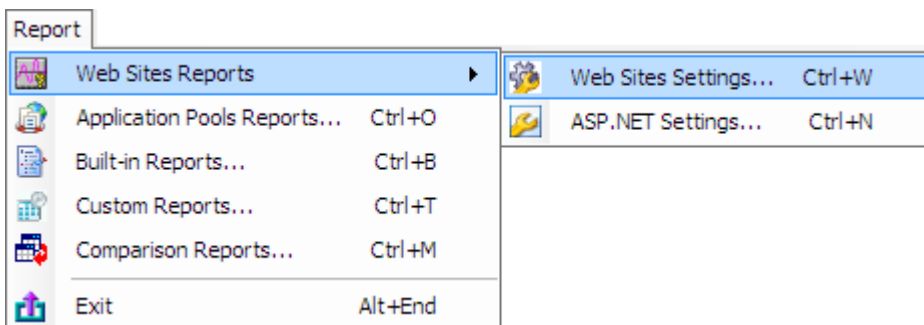 Report
Web Sites Reports
Web Sites Settings... Ctrl+W
Application Pools Reports... Ctrl+O
ASP.NET Settings... Ctrl+N
Built-in Reports... Ctrl+B
Custom Reports... Ctrl+T
Comparison Reports... Ctrl+M
Exit Alt+End